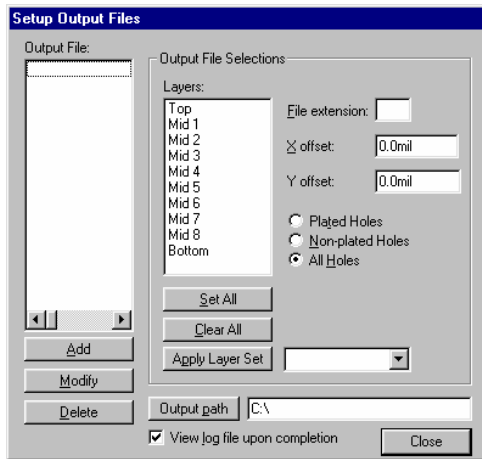 Setup Output Files
Output File:
Output File Selections
Layers:
Top
Mid 1
Mid 2
Mid 3
Mid 4
Mid 5
Mid 6
Mid 7
Mid 8
Bottom
File extension:
X offset: 0.0mil
Y offset: 0.0mil
Plated Holes
Non-plated Holes
All Holes
Set All
Clear All
Apply Layer Set
Add
Modify
Delete
Output path C:\
View log file upon completion
Close